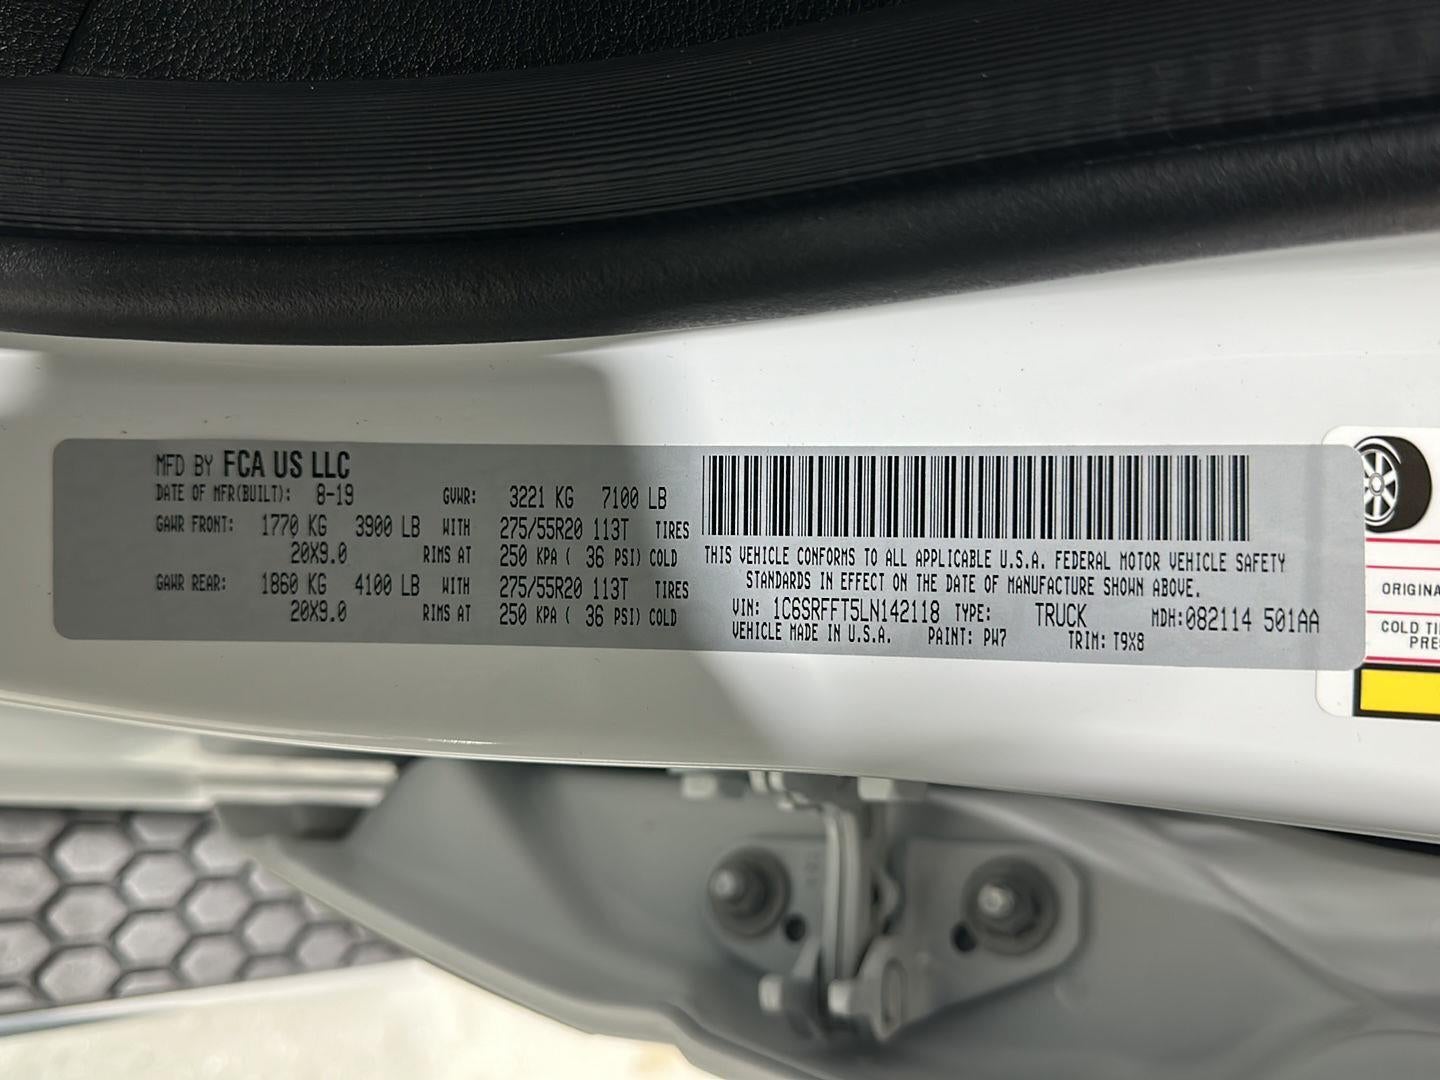 MFD BY FCA US LLC
DATE OF MFR(BUILT): 8-19 GVWR: 3221 KG 7100 LB
GAWR FRONT: 1770 KG 3900 LB WITH 275/55R20 113T TIRES
20X9.0 RIMS AT 250 KPA ( 36 PSI) COLD
GAWR REAR: 1860 KG 4100 LB WITH 275/55R20 113T TIRES
20X9.0 RIMS AT 250 KPA ( 36 PSI) COLD
THIS VEHICLE CONFORMS TO ALL APPLICABLE U.S.A. FEDERAL MOTOR VEHICLE SAFETY
STANDARDS IN EFFECT ON THE DATE OF MANUFACTURE SHOWN ABOVE.
VIN: 1C6SRFFT5LN142118 TYPE: TRUCK MDH:082114 501AA
VEHICLE MADE IN U.S.A. PAINT: PW7 TRIM: T9X8
ORIGINA
COLD TI
PRE